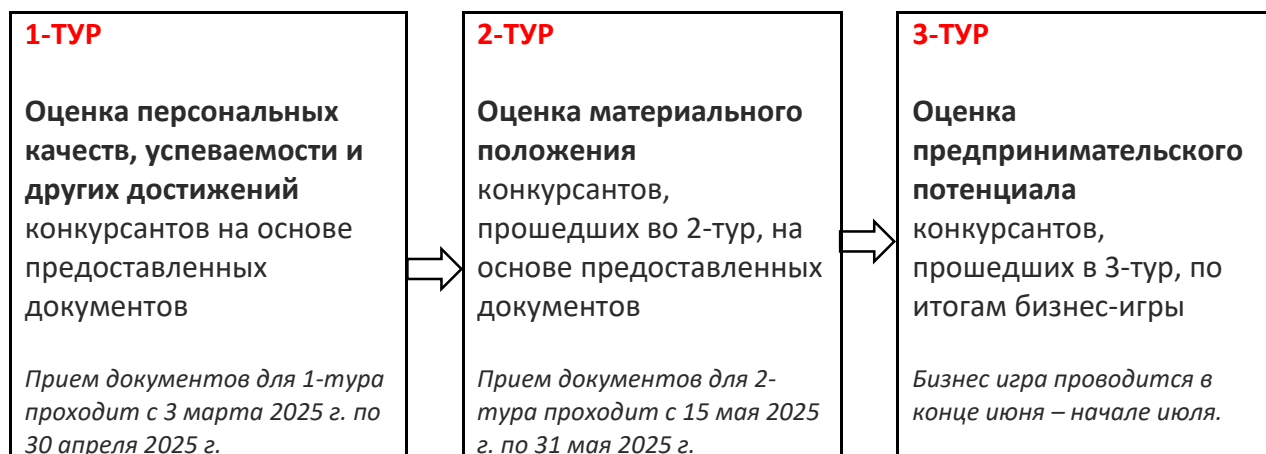 1-ТУР
Оценка персональных
качеств, успеваемости и
других достижений
конкурсантов на основе
предоставленных
документов
Прием документов для 1-тура
проходит с 3 марта 2025 г. по
30 апреля 2025 г.
2-ТУР
Оценка материального
положения
конкурсантов,
прошедших во 2-тур, на
основе предоставленных
документов
Прием документов для 2-
тура проходит с 15 мая 2025
г. по 31 мая 2025 г.
3-ТУР
Оценка
предпринимательского
потенциала
конкурсантов,
прошедших в 3-тур, по
итогам бизнес-игры
Бизнес игра проводится в
конце июня – начале июля.